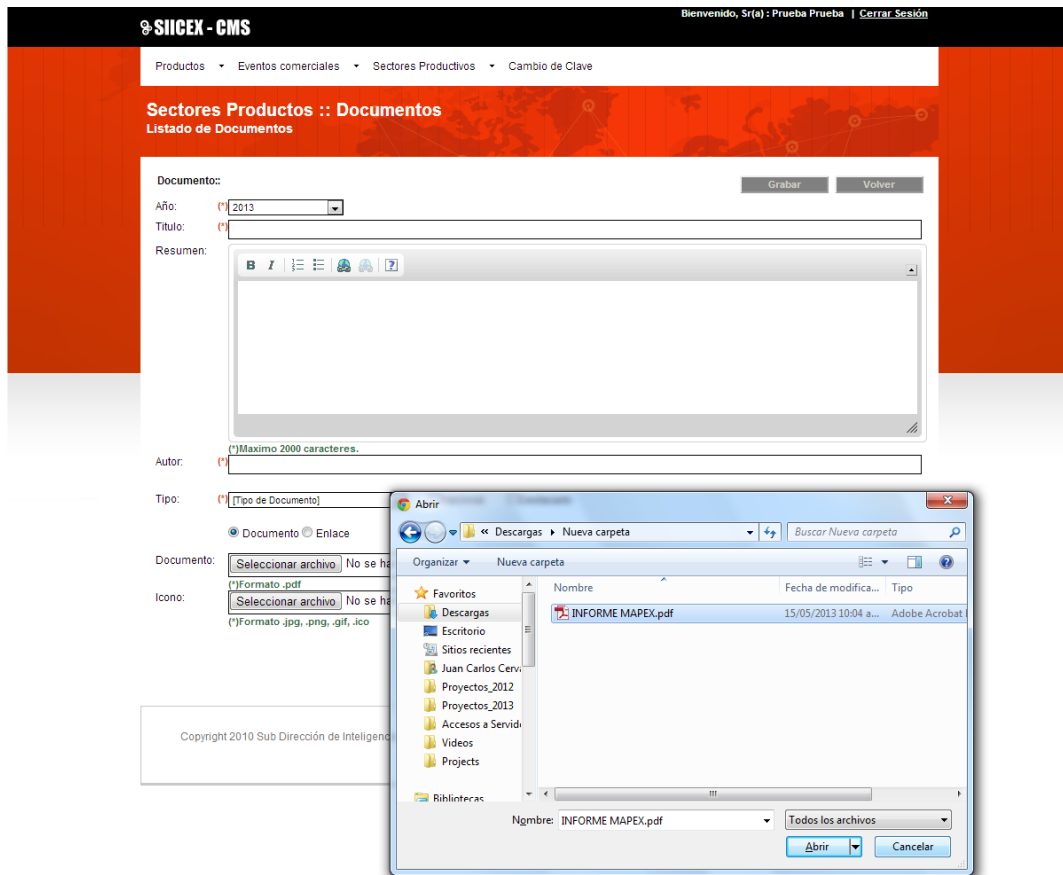 Bienvenido, Sr(a) : Prueba Prueba | Cerrar Sesión
SIICEX - CMS
Productos Eventos comerciales Sectores Productivos Cambio de Clave
Sectores Productos :: Documentos
Listado de Documentos
Documento::
Grabar Volver
Año: (*) 2013
Titulo: (*)
Resumen:
B I
(*)Maximo 2000 caracteres.
Autor: (*)
Tipo: (*) [Tipo de Documento]
Documento Enlace
Documento: Seleccionar archivo No se ha
(*)Formato .pdf
Icono: Seleccionar archivo No se ha
(*)Formato .jpg, .png, .gif, .ico
Copyright 2010 Sub Dirección de Inteligenc
Abrir
« Descargas Nueva carpeta Buscar Nueva carpeta
Organizar Nueva carpeta
Nombre Fecha de modifica... Tipo
Favoritos
Descargas
Escritorio
Sitios recientes
Juan Carlos Cerva
Proyectos_2012
Proyectos_2013
Accesos a Servid
Videos
Projects
Bibliotecas
INFORME MAPEX.pdf 15/05/2013 10:04 a... Adobe Acrobat
Nombre: INFORME MAPEX.pdf Todos los archivos
Abrir Cancelar